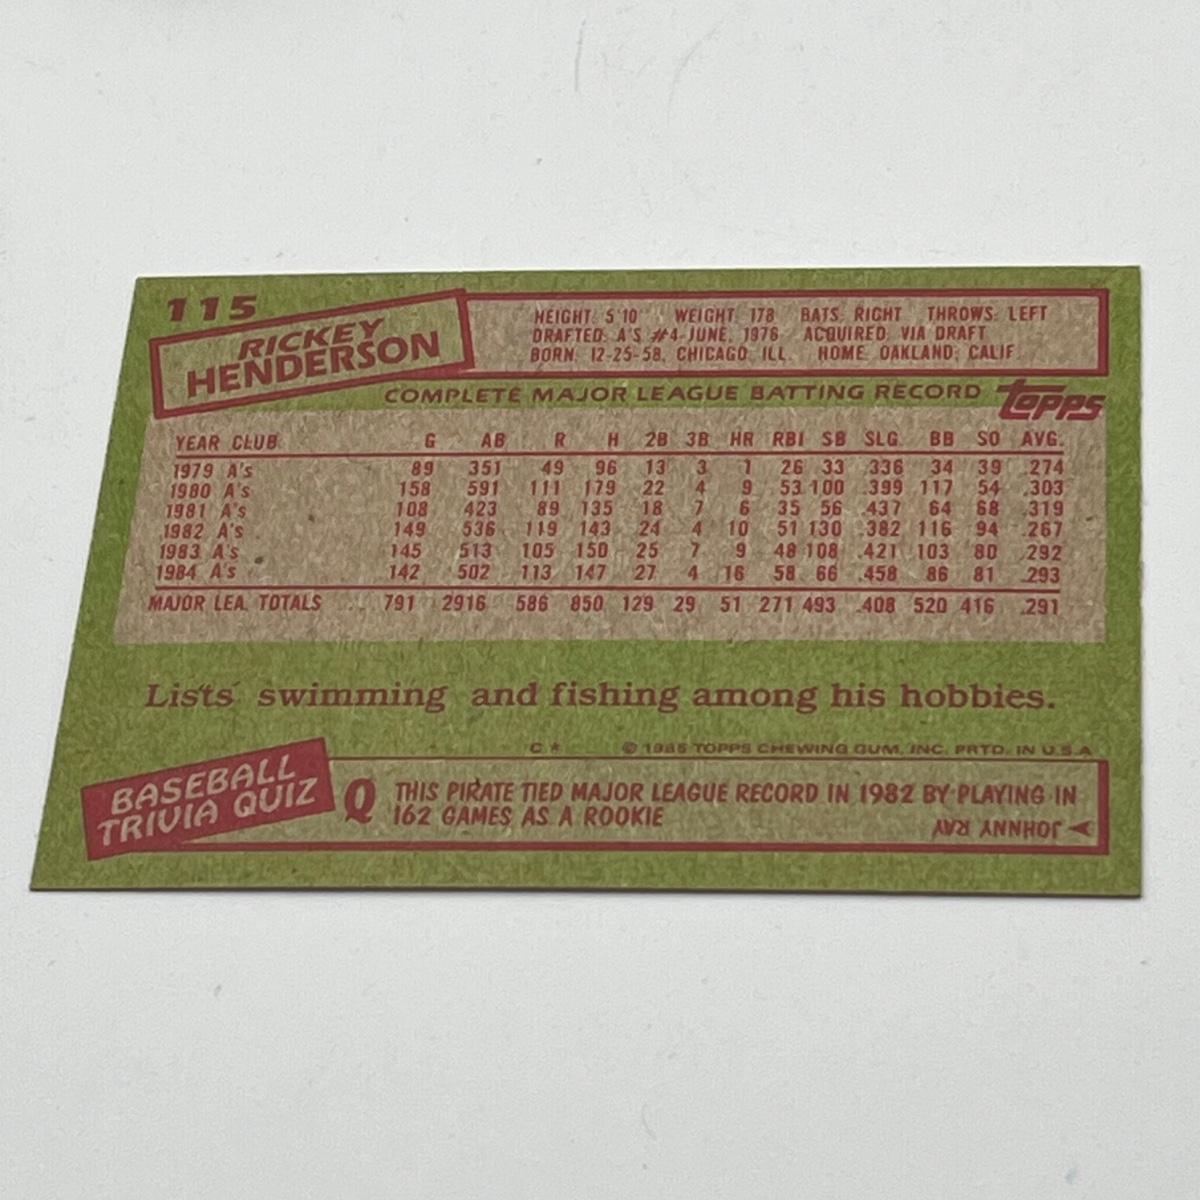 115
RICKEY
HENDERSON
HEIGHT: 5'10" WEIGHT: 178 BATS: RIGHT THROWS: LEFT
DRAFTED: A'S #4-JUNE, 1976 ACQUIRED: VIA DRAFT
BORN: 12-25-58, CHICAGO, ILL. HOME: OAKLAND, CALIF.
COMPLETE MAJOR LEAGUE BATTING RECORD topps
YEAR CLUB G AB R H 2B 3B HR RBI SB SLG. BB SO AVG.
1979 A's 89 351 49 96 13 3 1 26 33 .336 34 39 .274
1980 A's 158 591 111 179 22 4 9 53 100 .399 117 54 .303
1981 A's 108 423 89 135 18 7 6 35 56 .437 64 68 .319
1982 A's 149 536 119 143 24 4 10 51 130 .382 116 94 .267
1983 A's 145 513 105 150 25 7 9 48 108 .421 103 80 .292
1984 A's 142 502 113 147 27 4 16 58 66 .458 86 81 .293
MAJOR LEA. TOTALS 791 2916 586 850 129 29 51 271 493 .408 520 416 .291
Lists swimming and fishing among his hobbies.
C* © 1985 TOPPS CHEWING GUM, INC. PRTD. IN U.S.A.
BASEBALL
TRIVIA QUIZ
Q THIS PIRATE TIED MAJOR LEAGUE RECORD IN 1982 BY PLAYING IN
162 GAMES AS A ROOKIE
JOHNNY RAY